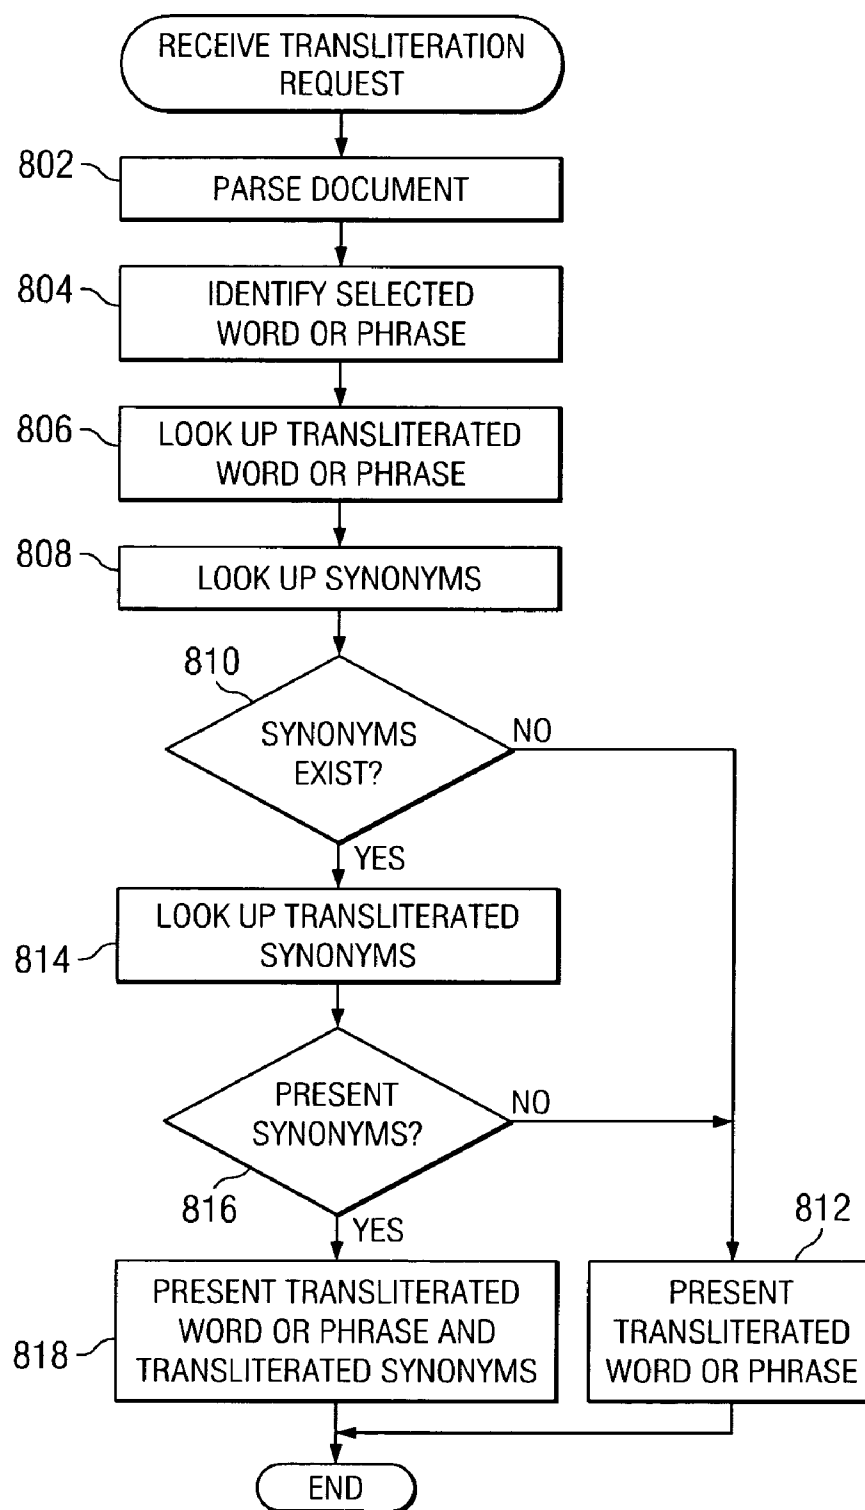 RECEIVE TRANSLITERATION
REQUEST
802
PARSE DOCUMENT
804
IDENTIFY SELECTED
WORD OR PHRASE
806
LOOK UP TRANSLITERATED
WORD OR PHRASE
808
LOOK UP SYNONYMS
810
SYNONYMS
EXIST?
NO
YES
LOOK UP TRANSLITERATED
SYNONYMS
814
PRESENT
SYNONYMS?
NO
816
YES
812
PRESENT TRANSLITERATED
WORD OR PHRASE AND
TRANSLITERATED SYNONYMS
818
PRESENT
TRANSLITERATED
WORD OR PHRASE
END